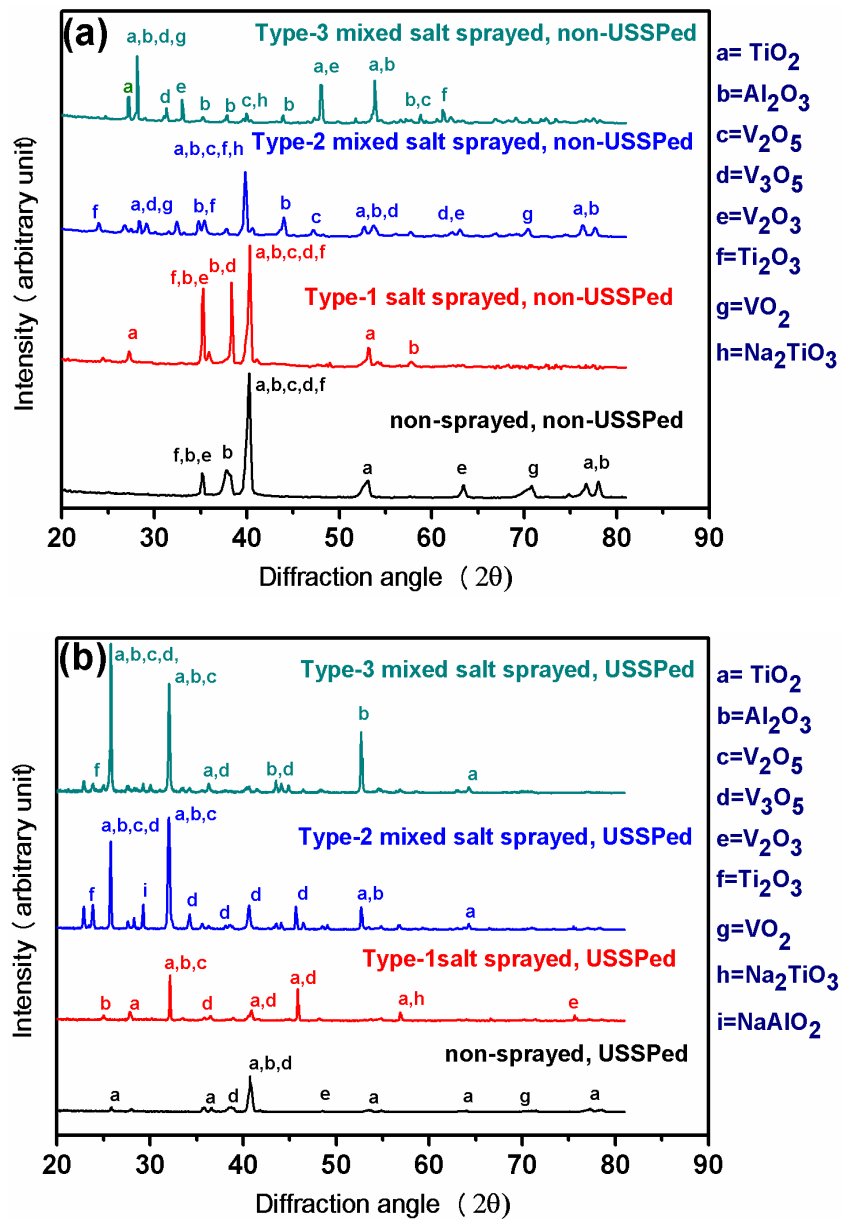 (a)
Type-3 mixed salt sprayed, non-USSPed
a,b,d,g
a
d
e
b
b
c,h
b
a,e
a,b
b,c
f
Type-2 mixed salt sprayed, non-USSPed
a,b,c,f,h
f
a,d,g
b,f
b
c
a,b,d
d,e
g
a,b
Type-1 salt sprayed, non-USSPed
a,b,c,d,f
a
f,b,e
b,d
a
b
non-sprayed, non-USSPed
a,b,c,d,f
f,b,e
b
a
e
g
a,b
a= TiO2
b=Al2O3
c=V2O5
d=V3O5
e=V2O3
f=Ti2O3
g=VO2
h=Na2TiO3
Intensity ( arbitrary unit)
20 30 40 50 60 70 80 90
Diffraction angle ( 2θ)
(b)
Type-3 mixed salt sprayed, USSPed
a,b,c,d,
a,b,c
f
a,d
b,d
b
a
Type-2 mixed salt sprayed, USSPed
a,b,c,d
a,b,c
f
i
d
d
d
d
a,b
a
Type-1salt sprayed, USSPed
a,b,c
b
a
d
a,d
a,d
a,h
e
non-sprayed, USSPed
a,b,d
a
a
d
e
a
a
g
a
a= TiO2
b=Al2O3
c=V2O5
d=V3O5
e=V2O3
f=Ti2O3
g=VO2
h=Na2TiO3
i=NaAlO2
Intensity ( arbitrary unit)
20 30 40 50 60 70 80 90
Diffraction angle ( 2θ)